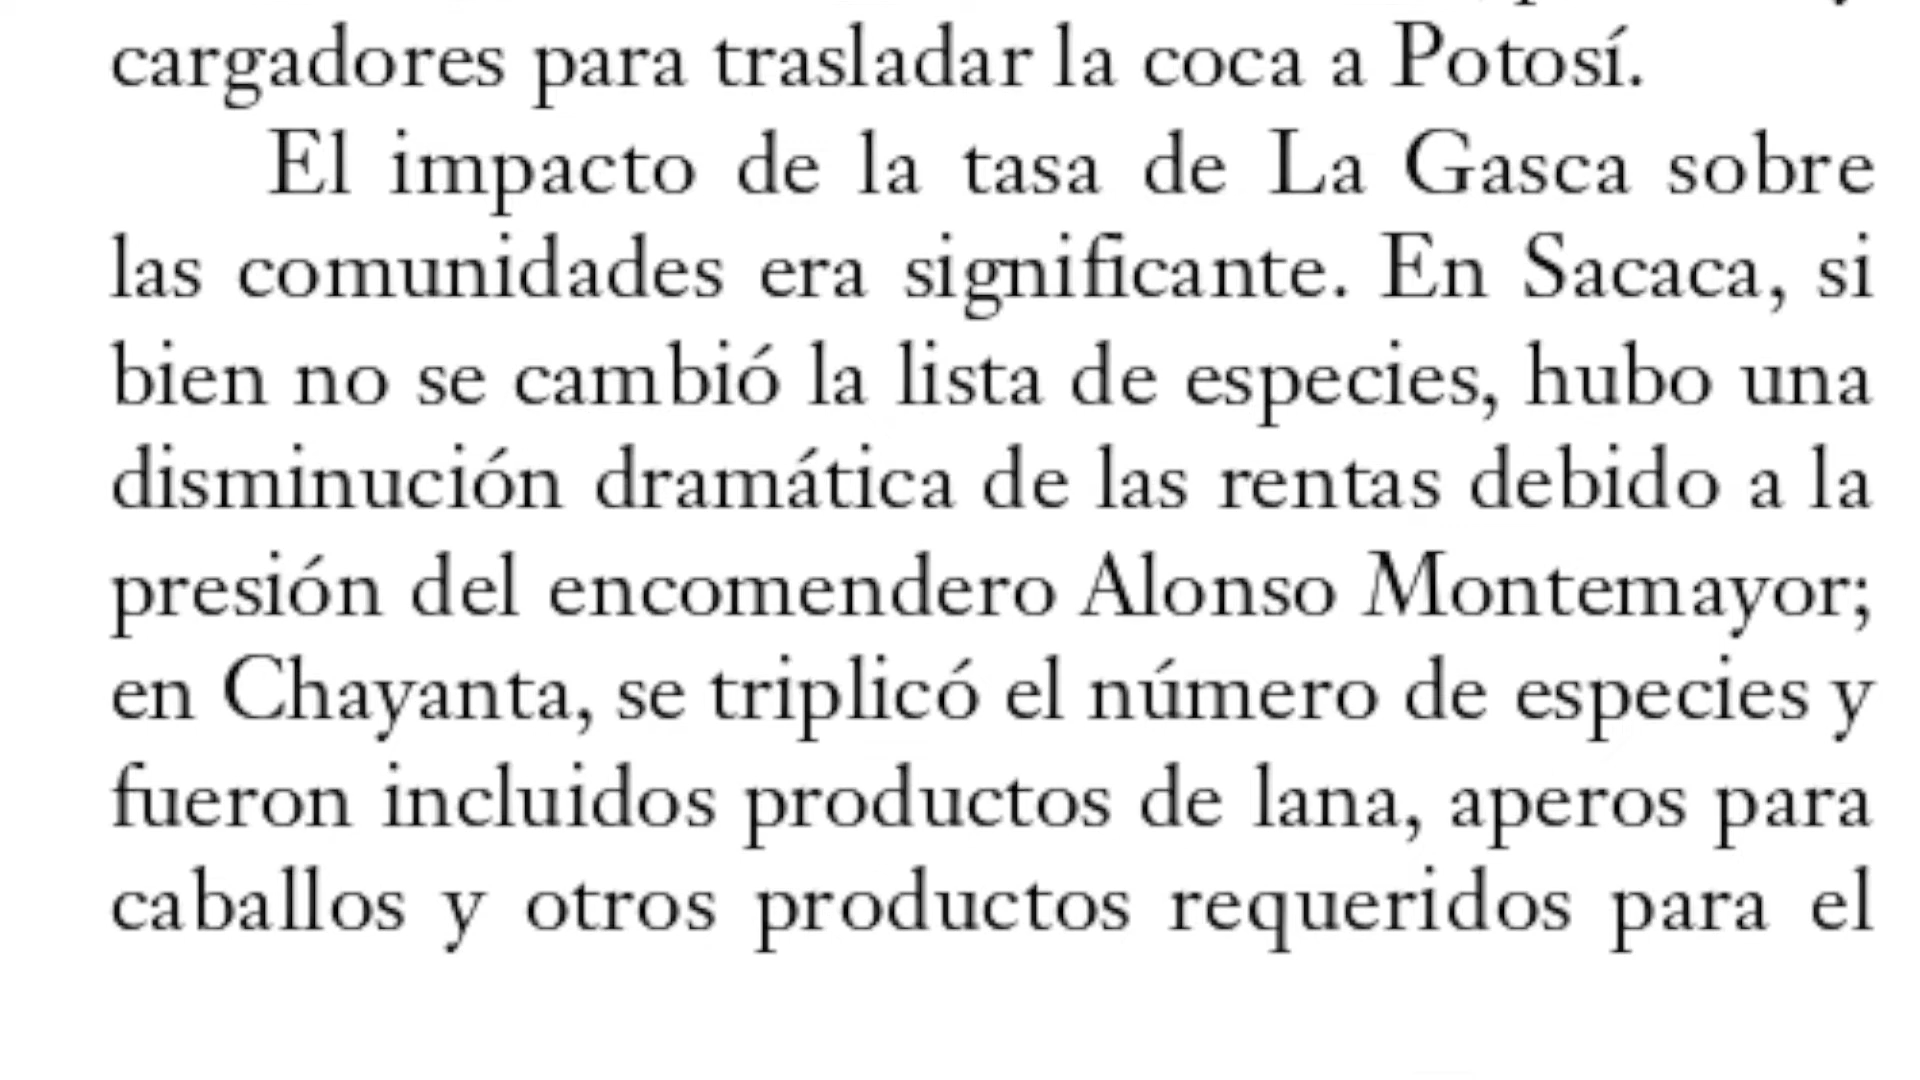 cargadores para trasladar la coca a Potosí.
El impacto de la tasa de La Gasca sobre
las comunidades era significante. En Sacaca, si
bien no se cambió la lista de especies, hubo una
disminución dramática de las rentas debido a la
presión del encomendero Alonso Montemayor;
en Chayanta, se triplicó el número de especies y
fueron incluidos productos de lana, aperos para
caballos y otros productos requeridos para el